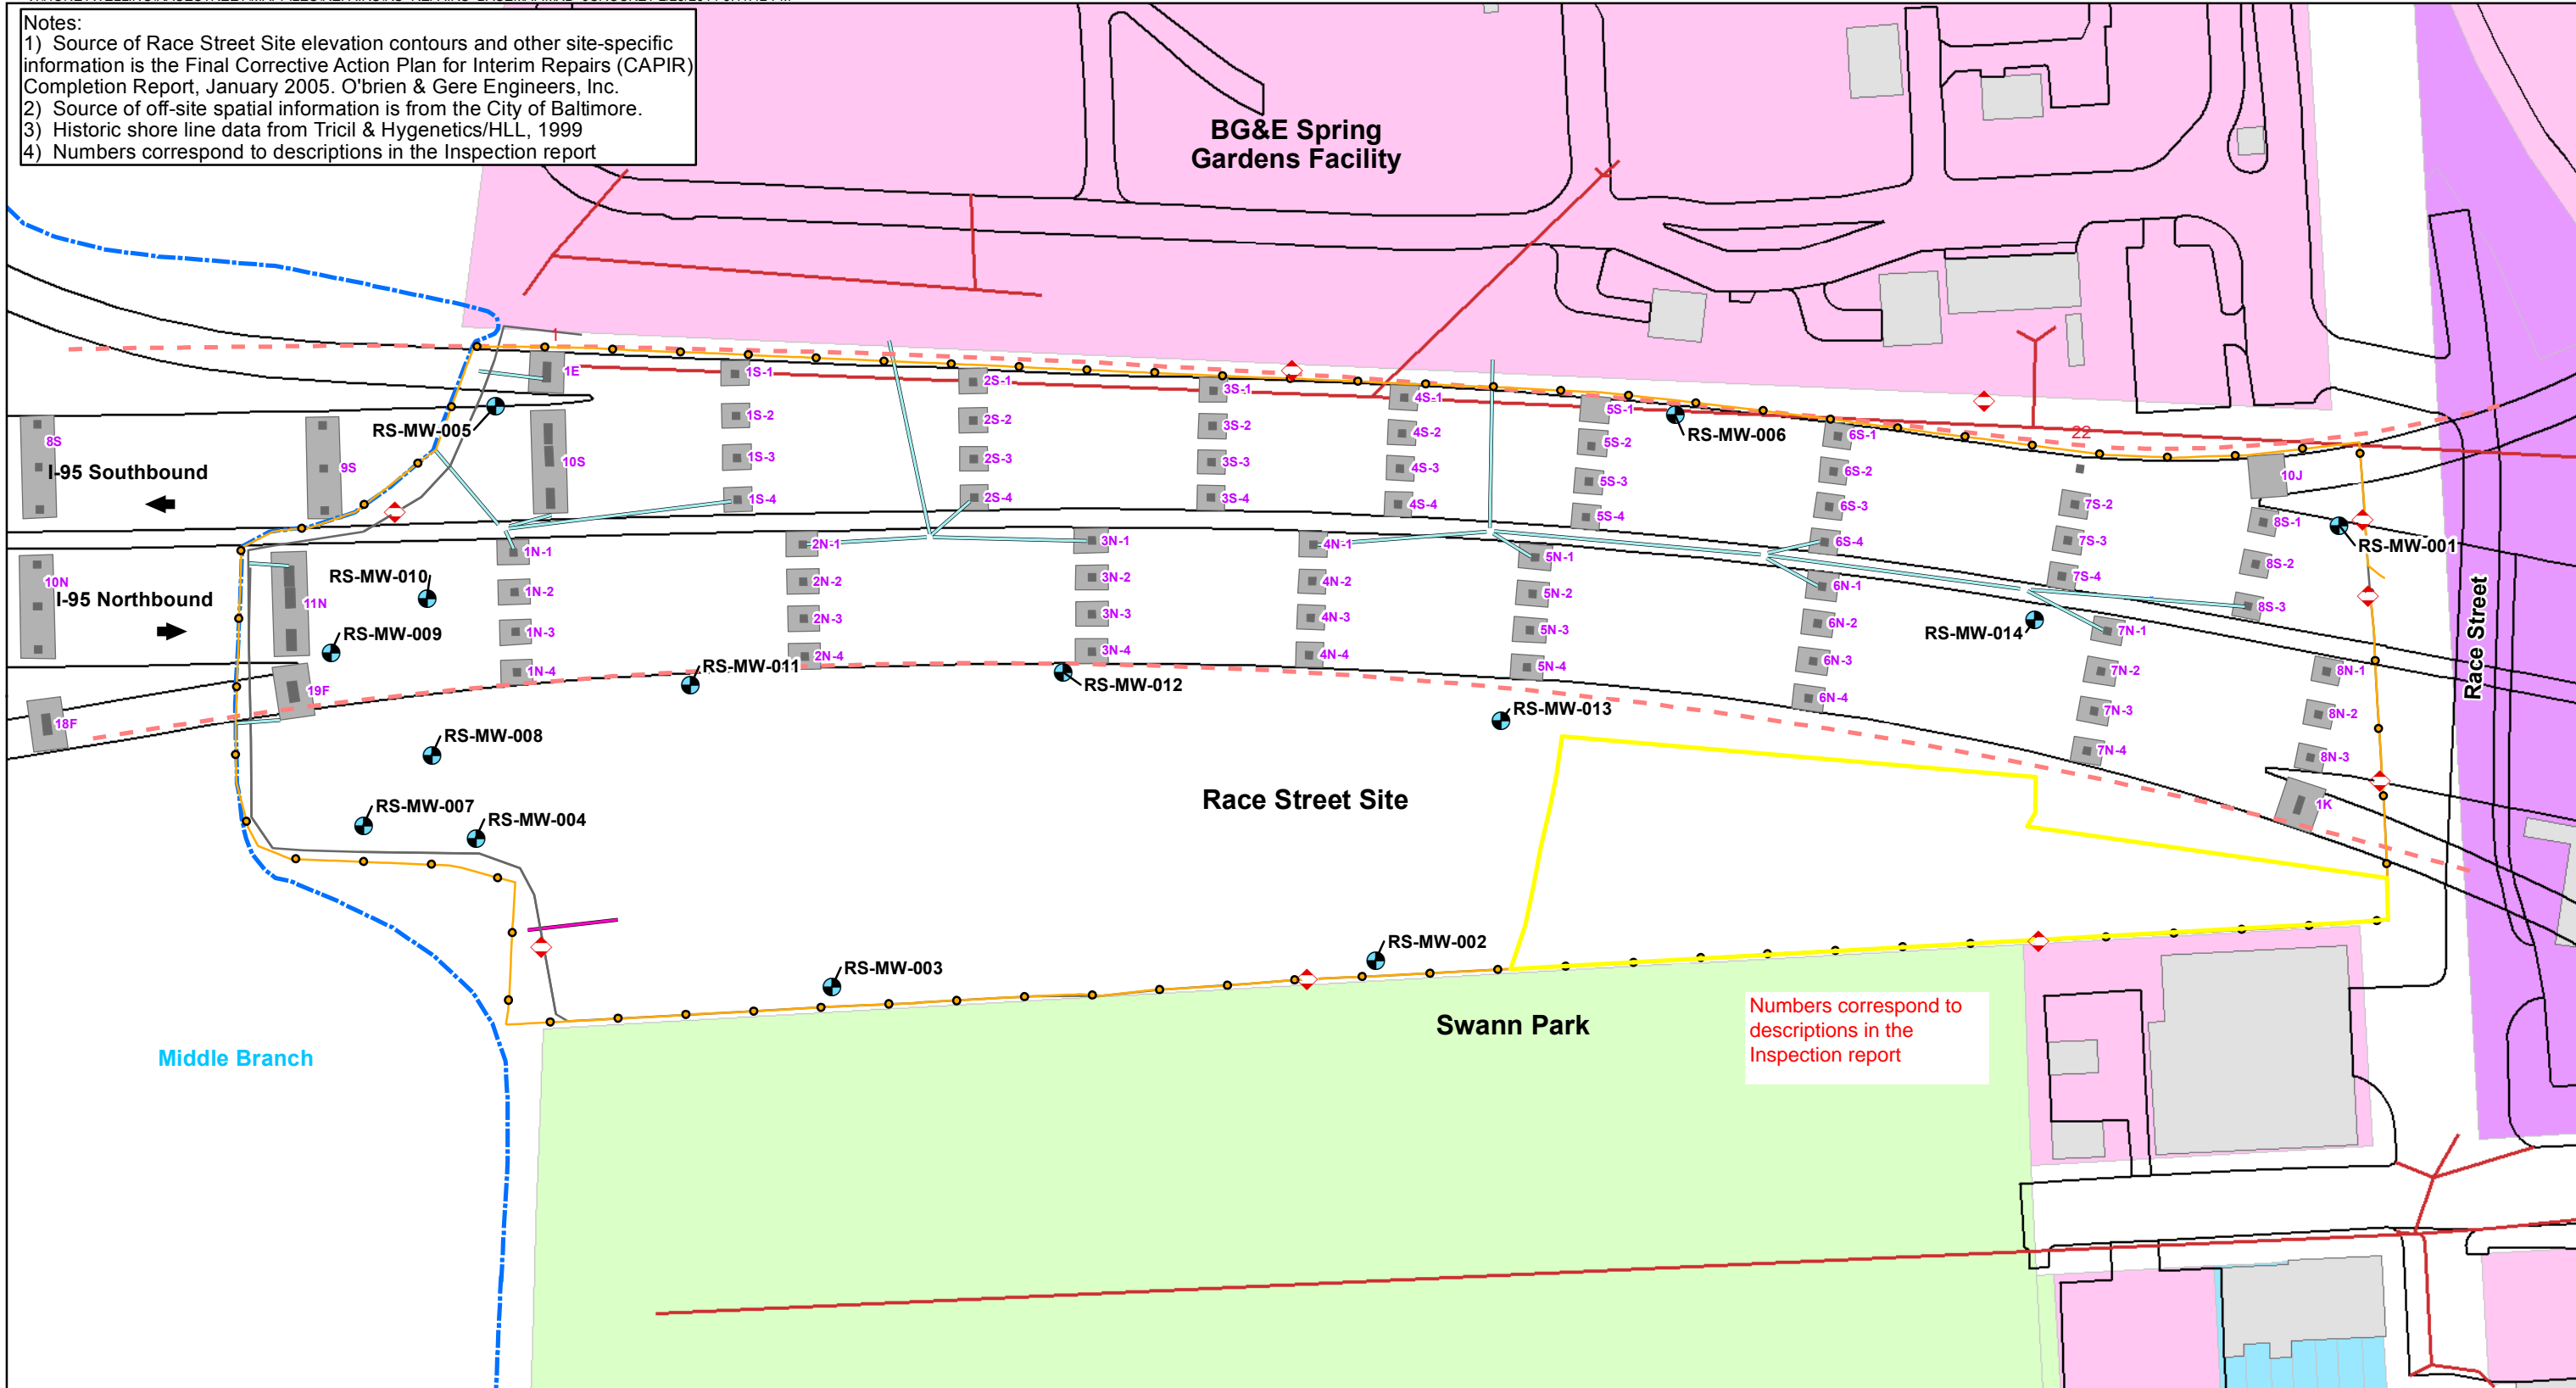 Notes:
1) Source of Race Street Site elevation contours and other site-specific
information is the Final Corrective Action Plan for Interim Repairs (CAPIR)
Completion Report, January 2005. O'brien & Gere Engineers, Inc.
2) Source of off-site spatial information is from the City of Baltimore.
3) Historic shore line data from Tricil & Hygenetics/HLL, 1999
4) Numbers correspond to descriptions in the Inspection report
BG&E Spring
Gardens Facility
1
1E
1S-1
2S-1
3S-1
4S-1
5S-1
6S-1
22
RS-MW-005
RS-MW-006
1S-2
2S-2
3S-2
4S-2
5S-2
6S-2
7S-2
8S
9S
10S
10J
I-95 Southbound
1S-3
2S-3
3S-3
4S-3
5S-3
6S-3
7S-3
8S-1
RS-MW-001
1S-4
2S-4
3S-4
4S-4
5S-4
6S-4
7S-4
8S-2
8S-3
1N-1
2N-1
3N-1
4N-1
5N-1
6N-1
7N-1
8N-1
10N
11N
RS-MW-010
I-95 Northbound
1N-2
2N-2
3N-2
4N-2
5N-2
6N-2
7N-2
8N-2
RS-MW-009
RS-MW-014
1N-3
2N-3
3N-3
4N-3
5N-3
6N-3
7N-3
8N-3
1N-4
2N-4
3N-4
4N-4
5N-4
6N-4
7N-4
1K
Race Street
19F
18F
RS-MW-011
RS-MW-012
RS-MW-013
RS-MW-008
RS-MW-007
RS-MW-004
Race Street Site
RS-MW-003
RS-MW-002
Swann Park
Middle Branch
Numbers correspond to
descriptions in the
Inspection report